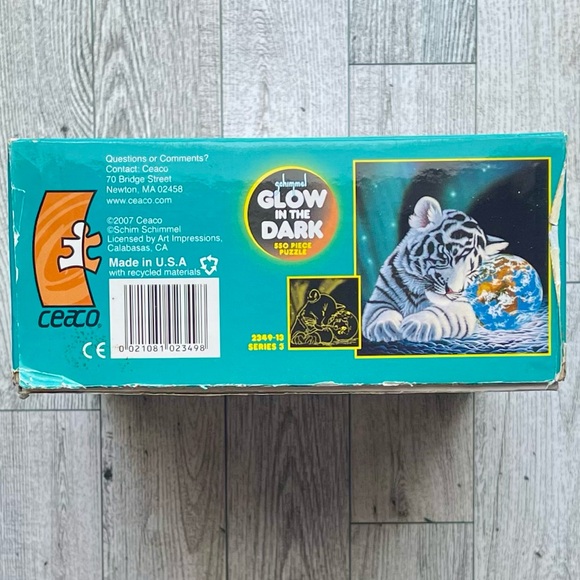 Questions or Comments?
Contact: Ceaco
70 Bridge Street
Newton, MA 02458
www.ceaco.com
©2007 Ceaco
©Schim Schimmel
Licensed by Art Impressions,
Calabasas, CA
Made in U.S.A
with recycled materials
ceaco
CE
0 021081 023498
schimmel
GLOW
IN THE
DARK
550 PIECE
PUZZLE
2349-13
SERIES 3